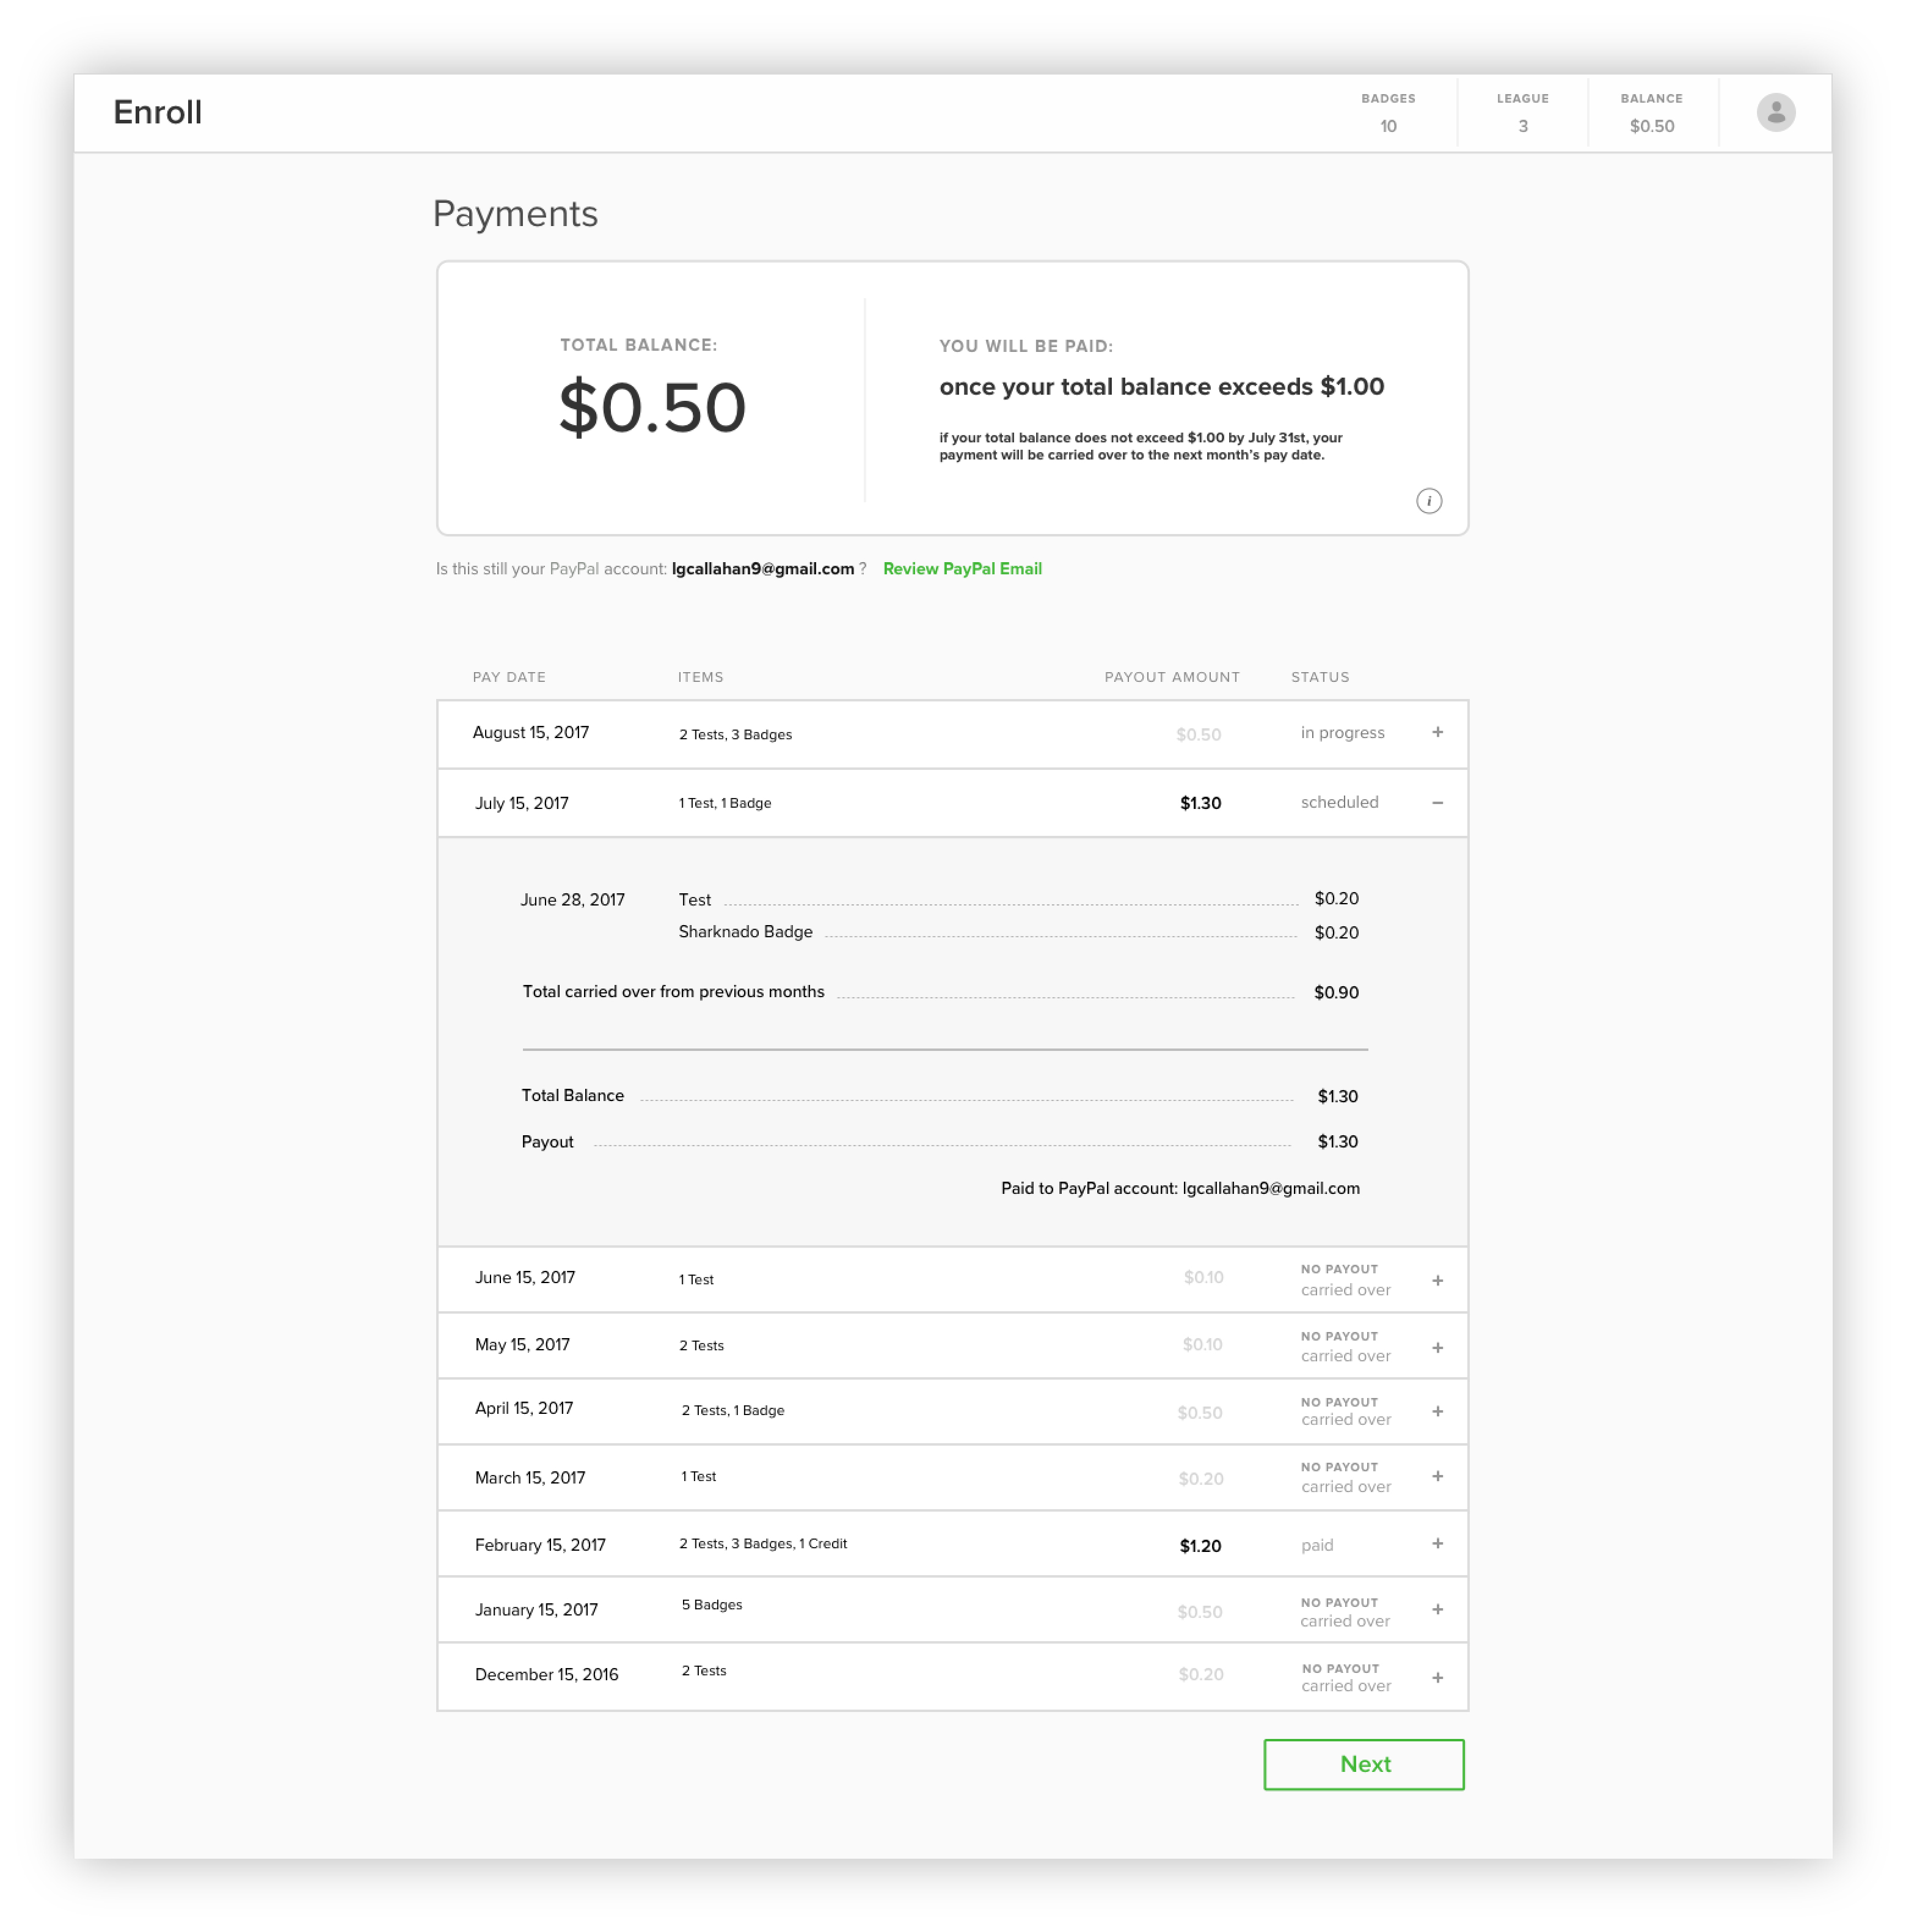 Enroll
BADGES
10
LEAGUE
3
BALANCE
$0.50
Payments
TOTAL BALANCE:
$0.50
YOU WILL BE PAID:
once your total balance exceeds $1.00
if your total balance does not exceed $1.00 by July 31st, your
payment will be carried over to the next month's pay date.
i
Is this still your PayPal account: lgcallahan9@gmail.com ? Review PayPal Email
PAY DATE ITEMS PAYOUT AMOUNT STATUS
August 15, 2017 2 Tests, 3 Badges $0.50 in progress +
July 15, 2017 1 Test, 1 Badge $1.30 scheduled –
June 28, 2017 Test $0.20
Sharknado Badge $0.20
Total carried over from previous months $0.90
Total Balance $1.30
Payout $1.30
Paid to PayPal account: lgcallahan9@gmail.com
June 15, 2017 1 Test $0.10 NO PAYOUT +
carried over
May 15, 2017 2 Tests $0.10 NO PAYOUT +
carried over
April 15, 2017 2 Tests, 1 Badge $0.50 NO PAYOUT +
carried over
March 15, 2017 1 Test $0.20 NO PAYOUT +
carried over
February 15, 2017 2 Tests, 3 Badges, 1 Credit $1.20 paid +
January 15, 2017 5 Badges $0.50 NO PAYOUT +
carried over
December 15, 2016 2 Tests $0.20 NO PAYOUT +
carried over
Next